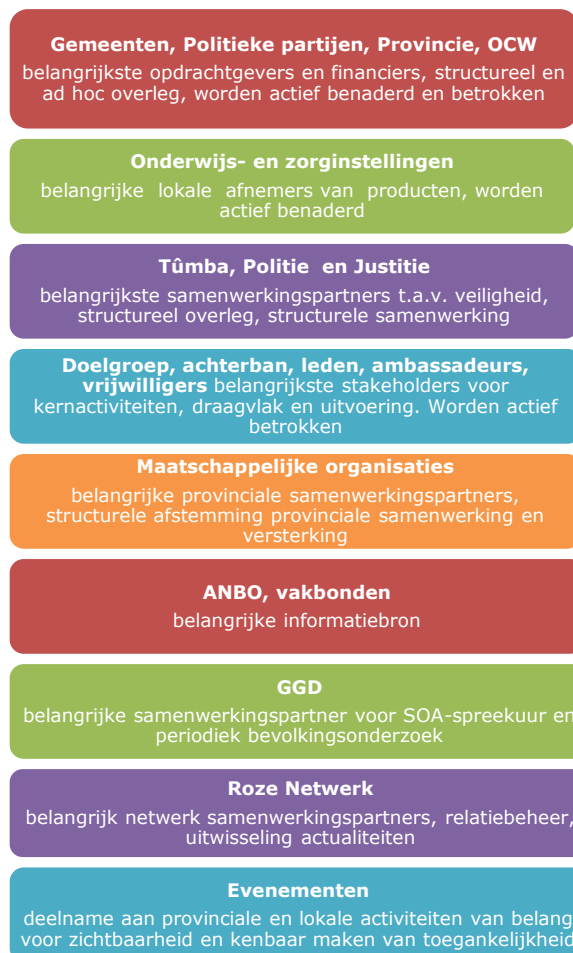 Gemeenten, Politieke partijen, Provincie, OCW
belangrijkste opdrachtgevers en financiers, structureel en
ad hoc overleg, worden actief benaderd en betrokken
Onderwijs- en zorginstellingen
belangrijke lokale afnemers van producten, worden
actief benaderd
Tûmba, Politie en Justitie
belangrijkste samenwerkingspartners t.a.v. veiligheid,
structureel overleg, structurele samenwerking
Doelgroep, achterban, leden, ambassadeurs,
vrijwilligers belangrijkste stakeholders voor
kernactiviteiten, draagvlak en uitvoering. Worden actief
betrokken
Maatschappelijke organisaties
belangrijke provinciale samenwerkingspartners,
structurele afstemming provinciale samenwerking en
versterking
ANBO, vakbonden
belangrijke informatiebron
GGD
belangrijke samenwerkingspartner voor SOA-spreekuur en
periodiek bevolkingsonderzoek
Roze Netwerk
belangrijk netwerk samenwerkingspartners, relatiebeheer,
uitwisseling actualiteiten
Evenementen
deelname aan provinciale en lokale activiteiten van belang
voor zichtbaarheid en kenbaar maken van toegankelijkheid